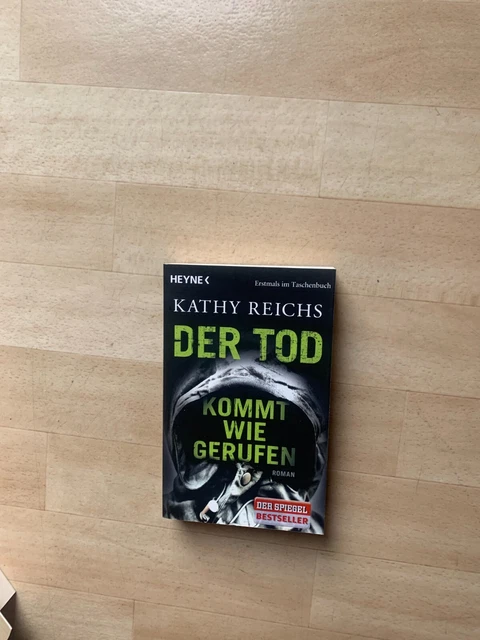 HEYNE
Erstmals im Taschenbuch
KATHY REICHS
DER TOD
KOMMT
WIE
GERUFEN
ROMAN
DER SPIEGEL
BESTSELLER